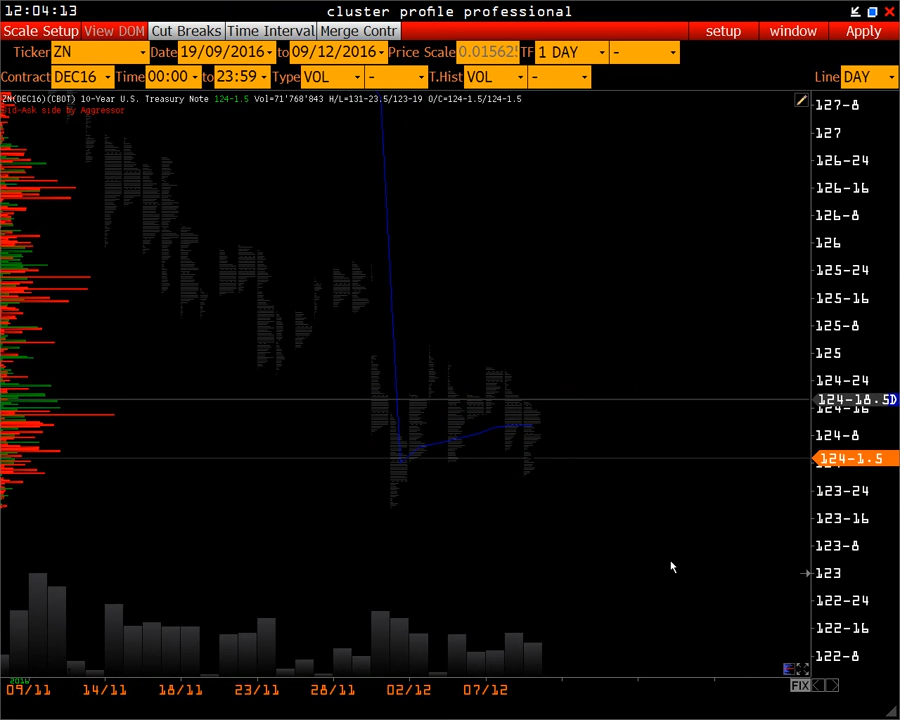 12:04:13 cluster profile professional
Scale Setup View DOM Cut Breaks Time Interval Merge Contr setup window Apply
Ticker ZN Date 19/09/2016 to 09/12/2016 Price Scale 0.01562 TF 1 DAY -
Contract DEC16 Time 00:00 to 23:59 Type VOL - T.Hist VOL - Line DAY
ZN(DEC16)(CBOT) 10-Year U.S. Treasury Note 124-1.5 Vol=71'768'843 H/L=131-23.5/123-19 O/C=124-1.5/124-1.5
Bid-Ask side by Aggressor
127-8
127
126-24
126-16
126-8
126
125-24
125-16
125-8
125
124-24
124-18.5D
124-16
124-8
124-1.5
123-24
123-16
123-8
123
122-24
122-16
122-8
2016
09/11 14/11 18/11 23/11 28/11 02/12 07/12 FIX